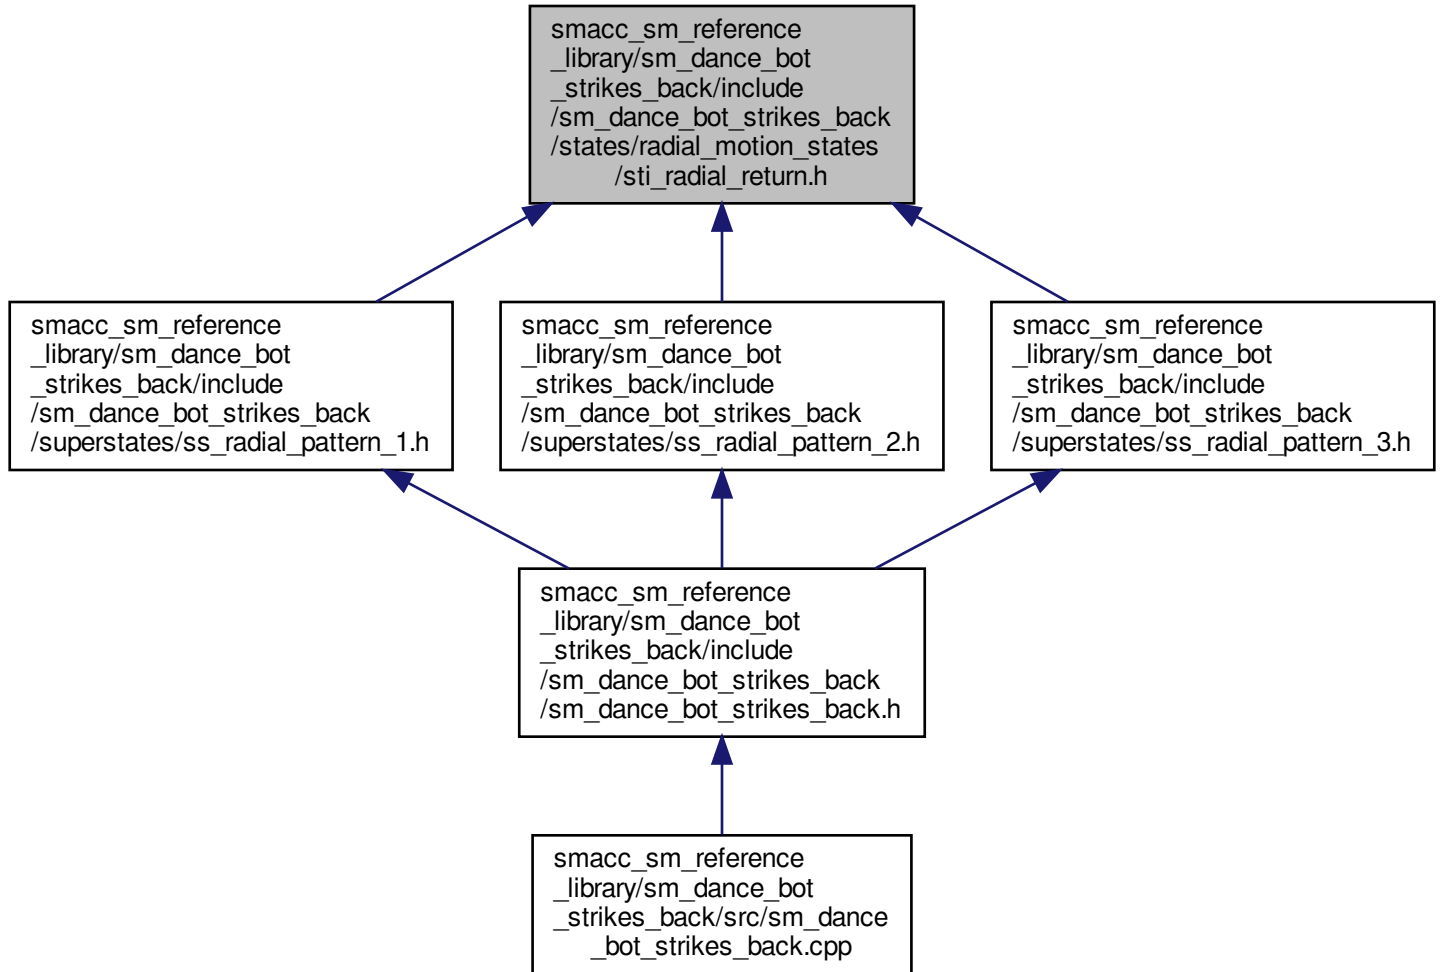 smacc_sm_reference
_library/sm_dance_bot
_strikes_back/include
/sm_dance_bot_strikes_back
/states/radial_motion_states
/sti_radial_return.h
smacc_sm_reference
_library/sm_dance_bot
_strikes_back/include
/sm_dance_bot_strikes_back
/superstates/ss_radial_pattern_1.h
smacc_sm_reference
_library/sm_dance_bot
_strikes_back/include
/sm_dance_bot_strikes_back
/superstates/ss_radial_pattern_2.h
smacc_sm_reference
_library/sm_dance_bot
_strikes_back/include
/sm_dance_bot_strikes_back
/superstates/ss_radial_pattern_3.h
smacc_sm_reference
_library/sm_dance_bot
_strikes_back/include
/sm_dance_bot_strikes_back
/sm_dance_bot_strikes_back.h
smacc_sm_reference
_library/sm_dance_bot
_strikes_back/src/sm_dance
_bot_strikes_back.cpp